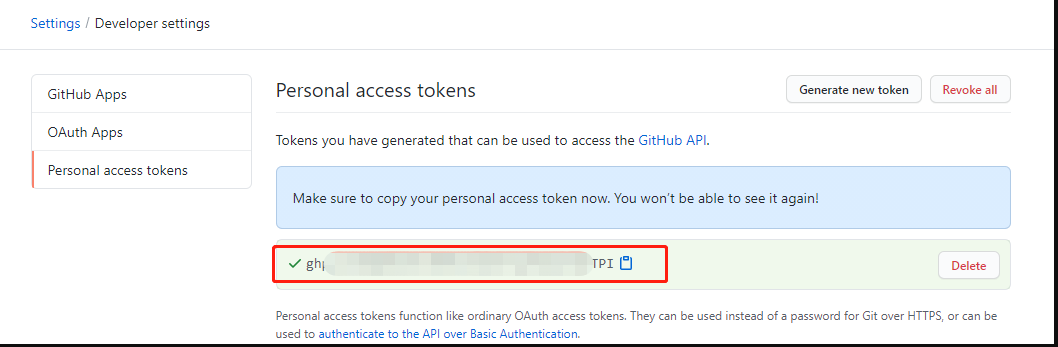 Settings / Developer settings
GitHub Apps
OAuth Apps
Personal access tokens
Personal access tokens
Generate new token
Revoke all
Tokens you have generated that can be used to access the GitHub API.
Make sure to copy your personal access token now. You won't be able to see it again!
Delete
Personal access tokens function like ordinary OAuth access tokens. They can be used instead of a password for Git over HTTPS, or can be
used to authenticate to the API over Basic Authentication.